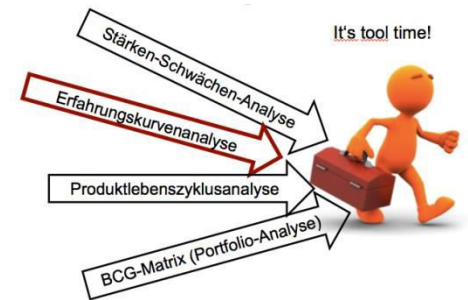 It's tool time!
Stärken-Schwächen-Analyse
Erfahrungskurvenanalyse
Produktlebenszyklusanalyse
BCG-Matrix (Portfolio-Analyse)